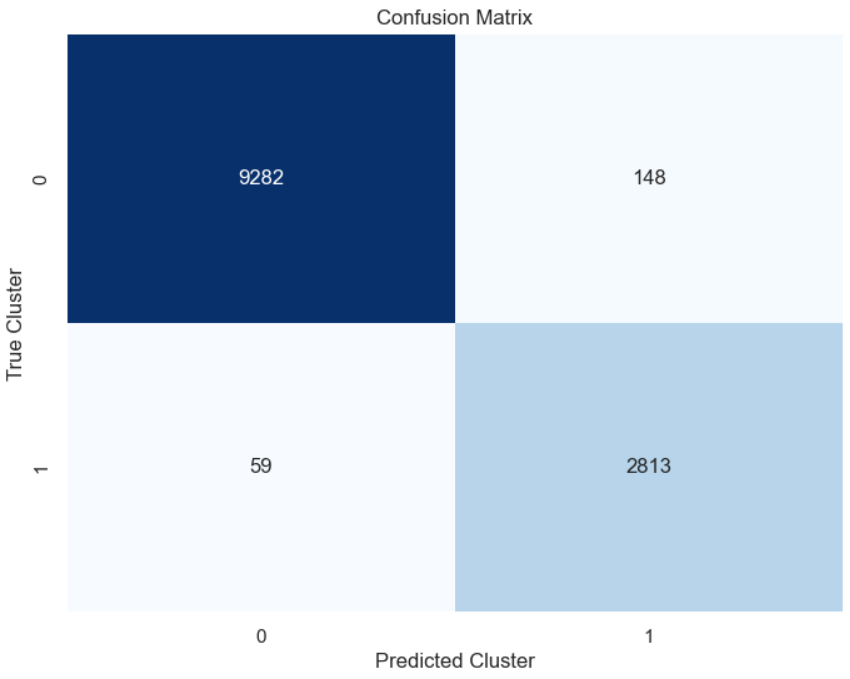 Confusion Matrix
0
9282
148
True Cluster
1
59
2813
0
1
Predicted Cluster